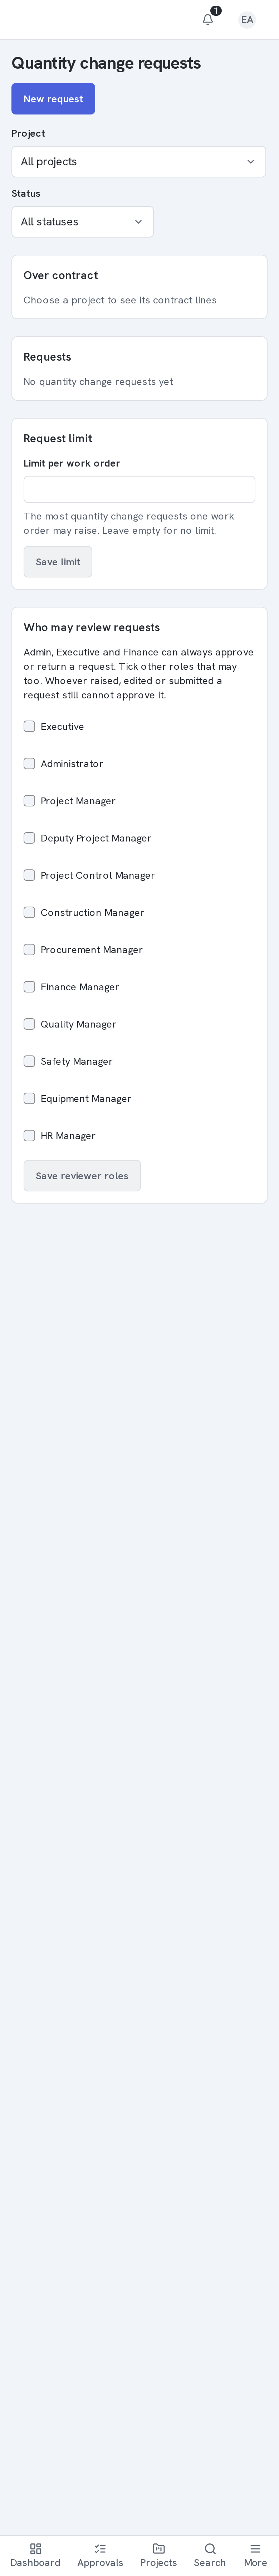 1
EA
Quantity change requests
New request
Project
All projects
Status
All statuses
Over contract
Choose a project to see its contract lines
Requests
No quantity change requests yet
Request limit
Limit per work order
The most quantity change requests one work
order may raise. Leave empty for no limit.
Save limit
Who may review requests
Admin, Executive and Finance can always approve
or return a request. Tick other roles that may
too. Whoever raised, edited or submitted a
request still cannot approve it.
Executive
Administrator
Project Manager
Deputy Project Manager
Project Control Manager
Construction Manager
Procurement Manager
Finance Manager
Quality Manager
Safety Manager
Equipment Manager
HR Manager
Save reviewer roles
Dashboard Approvals Projects Search More